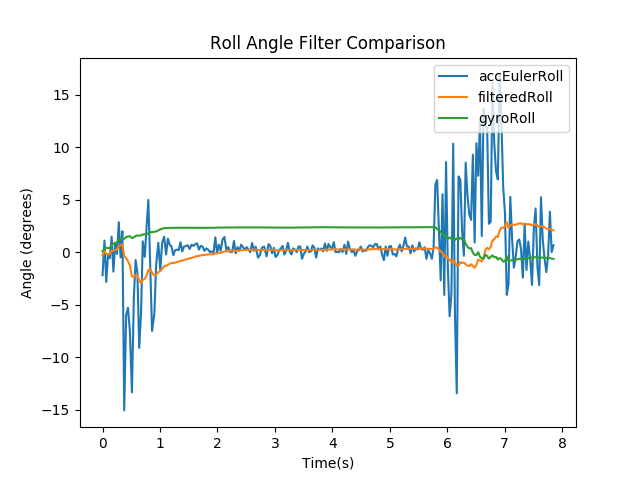 Roll Angle Filter Comparison
accEulerRoll
filteredRoll
gyroRoll
Angle (degrees)
15
10
5
0
−5
−10
−15
0 1 2 3 4 5 6 7 8
Time(s)